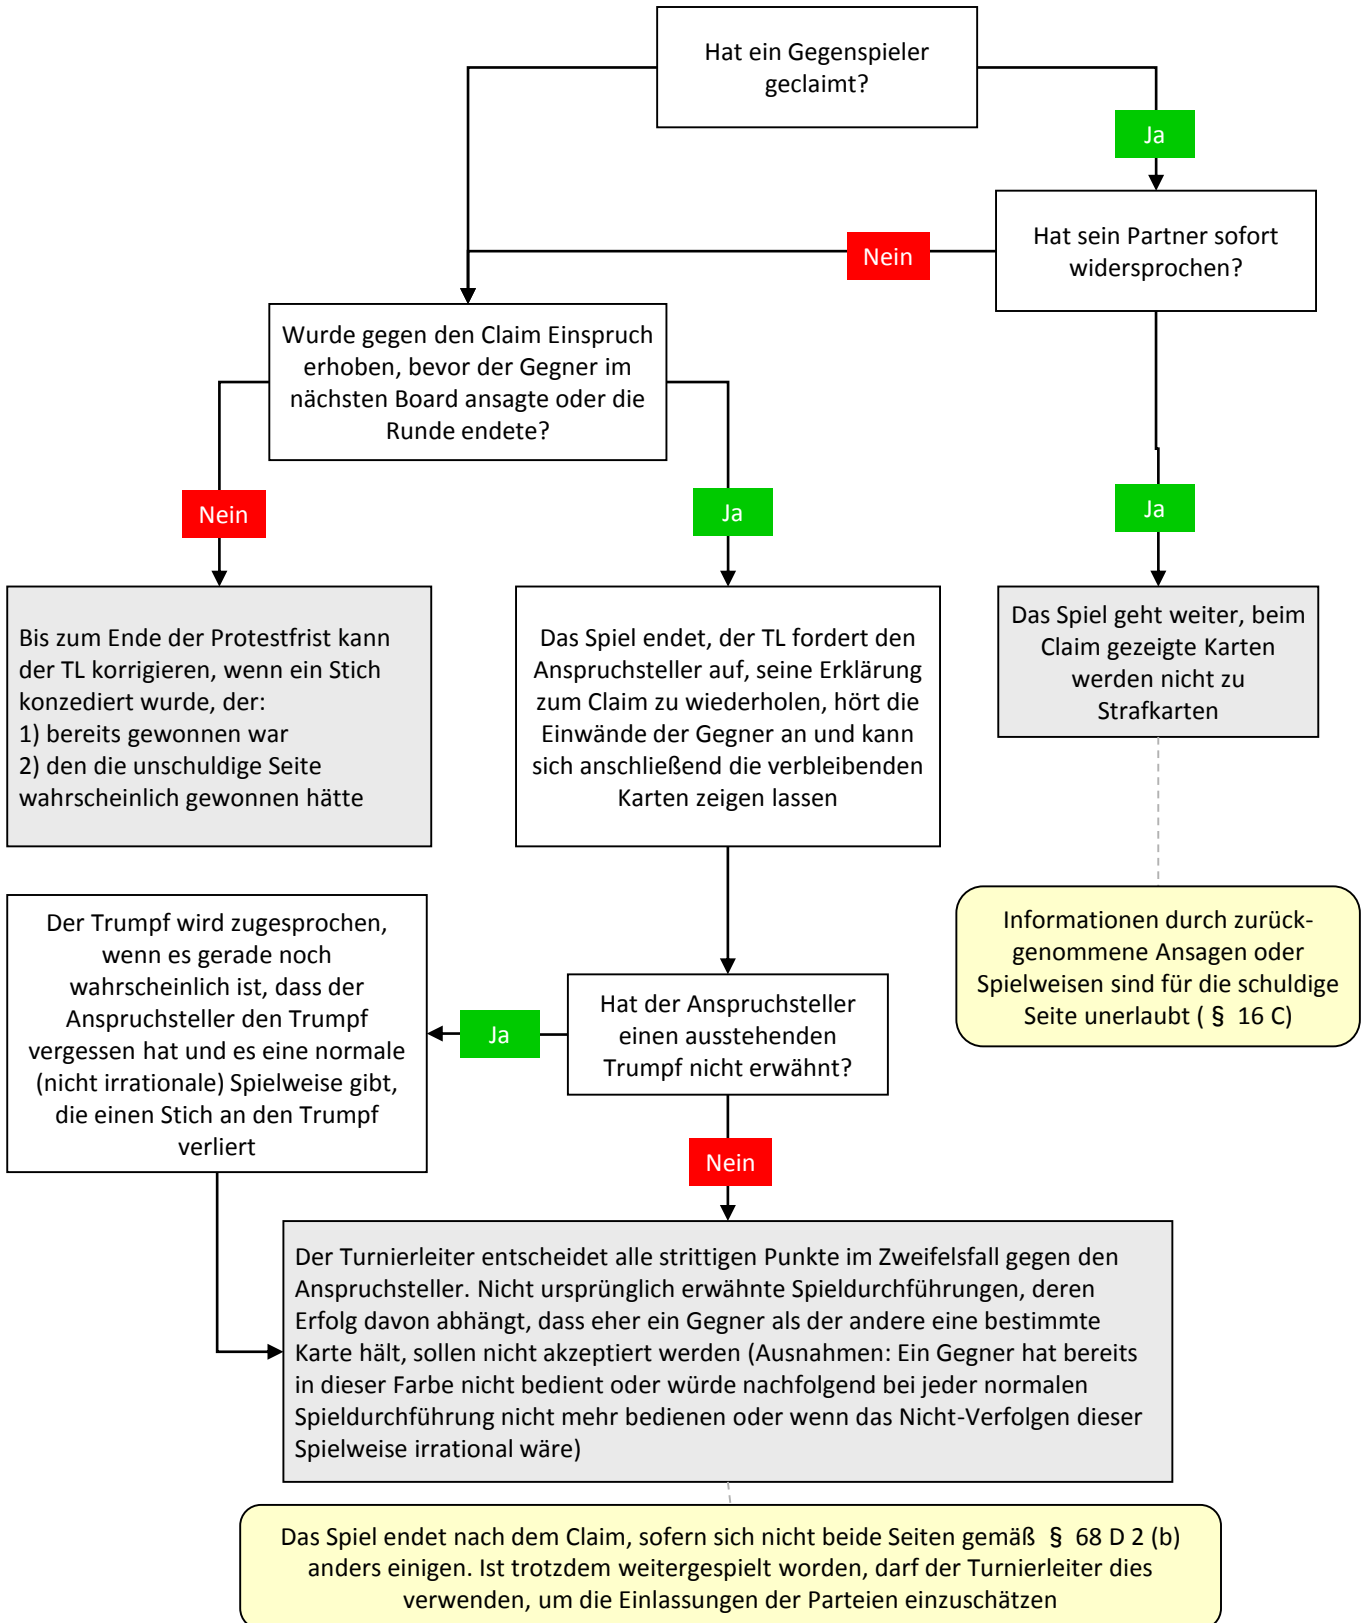 Hat ein Gegenspieler
geclaimt?
Ja
Hat sein Partner sofort
widersprochen?
Nein
Wurde gegen den Claim Einspruch
erhoben, bevor der Gegner im
nächsten Board ansagte oder die
Runde endete?
Nein
Ja
Ja
Bis zum Ende der Protestfrist kann
der TL korrigieren, wenn ein Stich
konzediert wurde, der:
1) bereits gewonnen war
2) den die unschuldige Seite
wahrscheinlich gewonnen hätte
Das Spiel endet, der TL fordert den
Anspruchsteller auf, seine Erklärung
zum Claim zu wiederholen, hört die
Einwände der Gegner an und kann
sich anschließend die verbleibenden
Karten zeigen lassen
Das Spiel geht weiter, beim
Claim gezeigte Karten
werden nicht zu
Strafkarten
Informationen durch zurück-
genommene Ansagen oder
Spielweisen sind für die schuldige
Seite unerlaubt ( § 16 C)
Der Trumpf wird zugesprochen,
wenn es gerade noch
wahrscheinlich ist, dass der
Anspruchsteller den Trumpf
vergessen hat und es eine normale
(nicht irrationale) Spielweise gibt,
die einen Stich an den Trumpf
verliert
Ja
Hat der Anspruchsteller
einen ausstehenden
Trumpf nicht erwähnt?
Nein
Der Turnierleiter entscheidet alle strittigen Punkte im Zweifelsfall gegen den
Anspruchsteller. Nicht ursprünglich erwähnte Spieldurchführungen, deren
Erfolg davon abhängt, dass eher ein Gegner als der andere eine bestimmte
Karte hält, sollen nicht akzeptiert werden (Ausnahmen: Ein Gegner hat bereits
in dieser Farbe nicht bedient oder würde nachfolgend bei jeder normalen
Spieldurchführung nicht mehr bedienen oder wenn das Nicht-Verfolgen dieser
Spielweise irrational wäre)
Das Spiel endet nach dem Claim, sofern sich nicht beide Seiten gemäß § 68 D 2 (b)
anders einigen. Ist trotzdem weitergespielt worden, darf der Turnierleiter dies
verwenden, um die Einlassungen der Parteien einzuschätzen